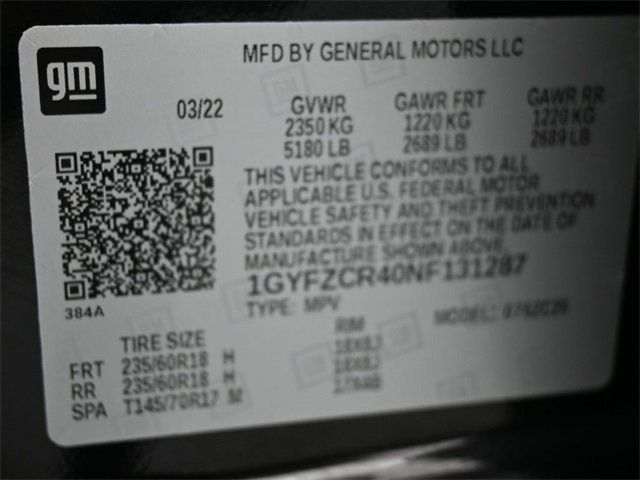 gm
MFD BY GENERAL MOTORS LLC
03/22
GVWR GAWR FRT GAWR RR
2350 KG 1220 KG 1220 KG
5180 LB 2689 LB 2689 LB
THIS VEHICLE CONFORMS TO ALL
APPLICABLE U.S. FEDERAL MOTOR
VEHICLE SAFETY AND THEFT PREVENTION
STANDARDS IN EFFECT ON THE DATE OF
MANUFACTURE SHOWN ABOVE.
1GYFZCR40NF131287
384A
TYPE: MPV MODEL:
TIRE SIZE RIM
FRT 235/60R18 H 18X8J
RR 235/60R18 H 18X8J
SPA T145/70R17 M